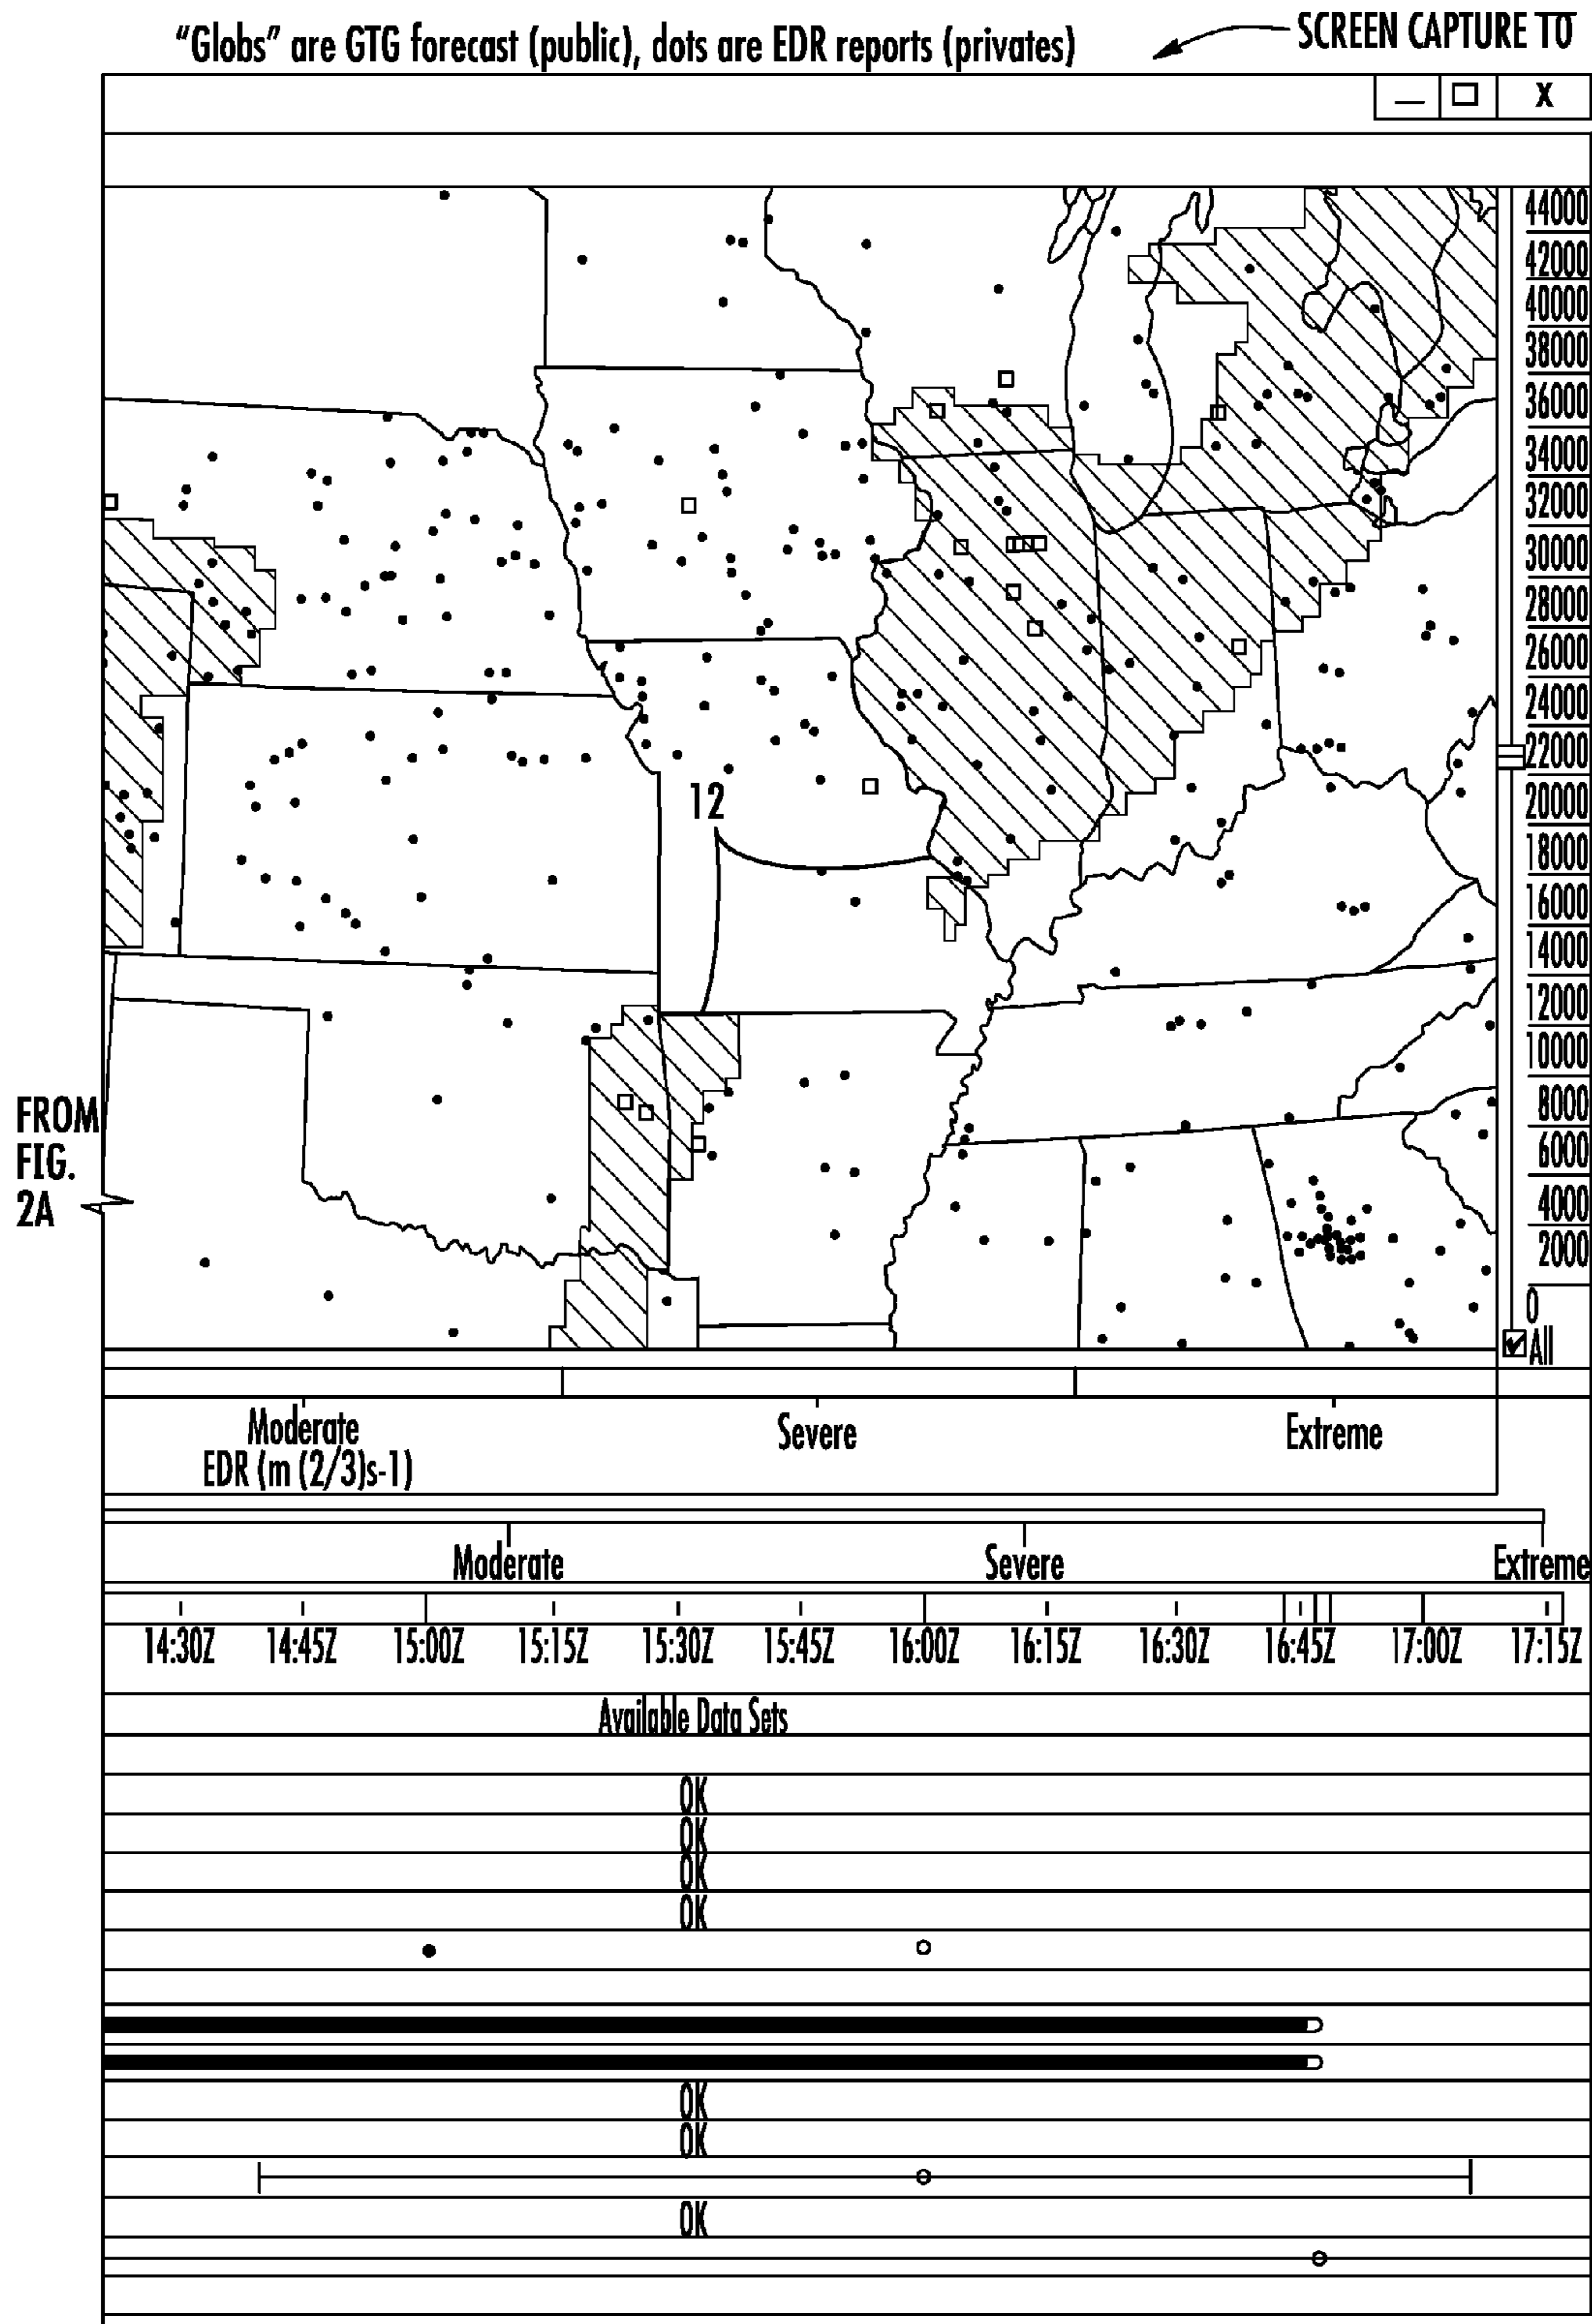 “Globs” are GTG forecast (public), dots are EDR reports (privates)
SCREEN CAPTURE TO
X
44000
42000
40000
38000
36000
34000
32000
30000
28000
26000
24000
22000
20000
18000
16000
14000
12000
10000
8000
6000
4000
2000
0
All
12
FROM
FIG.
2A
Moderate
Severe
Extreme
EDR (m (2/3)s-1)
Moderate
Severe
Extreme
14:30Z 14:45Z 15:00Z 15:15Z 15:30Z 15:45Z 16:00Z 16:15Z 16:30Z 16:45Z 17:00Z 17:15Z
Available Data Sets
OK
OK
OK
OK
OK
OK
OK